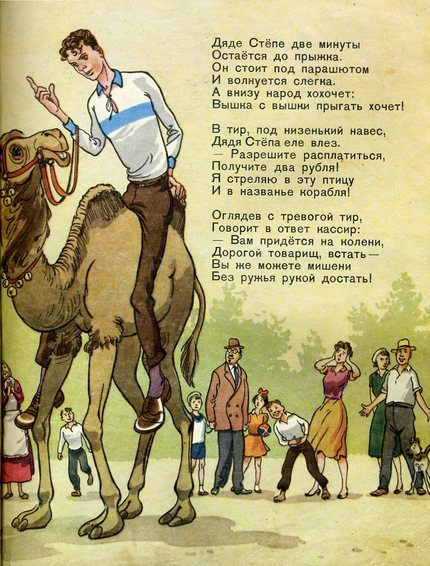 Дяде Стёпе две минуты
Остаётся до прыжка.
Он стоит под парашютом
И волнуется слегка.
А внизу народ хохочет:
Вышка с вышки прыгать хочет!
В тир, под низенький навес,
Дядя Стёпа еле влез.
— Разрешите расплатиться,
Получите два рубля!
Я стреляю в эту птицу
И в названье корабля!
Оглядев с тревогой тир,
Говорит в ответ кассир:
— Вам придётся на колени,
Дорогой товарищ, встать —
Вы же можете мишени
Без ружья рукой достать!